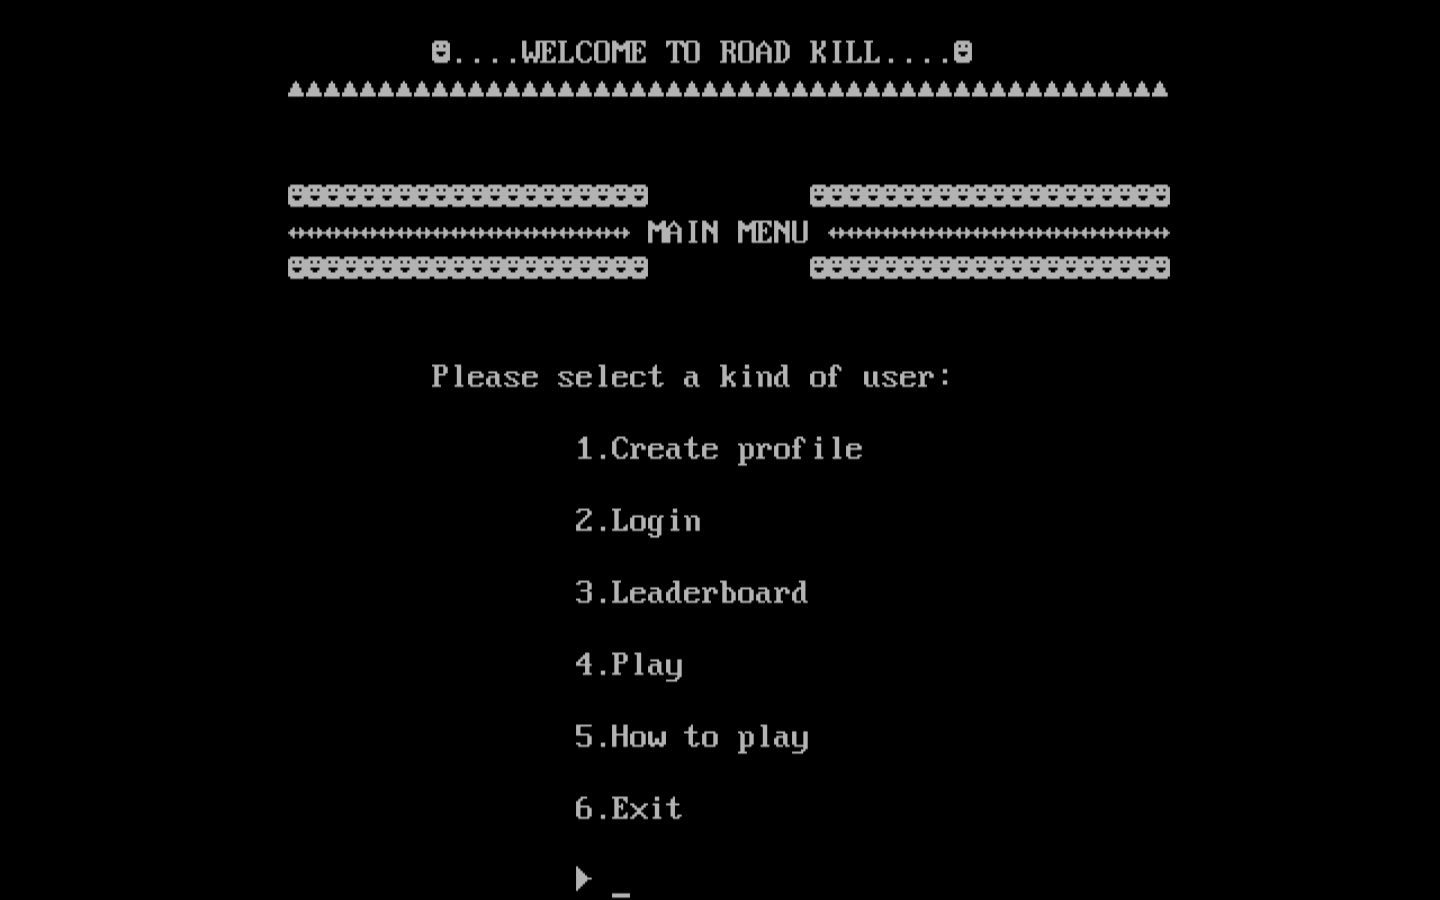 ☻....WELCOME TO ROAD KILL....☻
MAIN MENU
Please select a kind of user:
1.Create profile
2.Login
3.Leaderboard
4.Play
5.How to play
6.Exit
► _